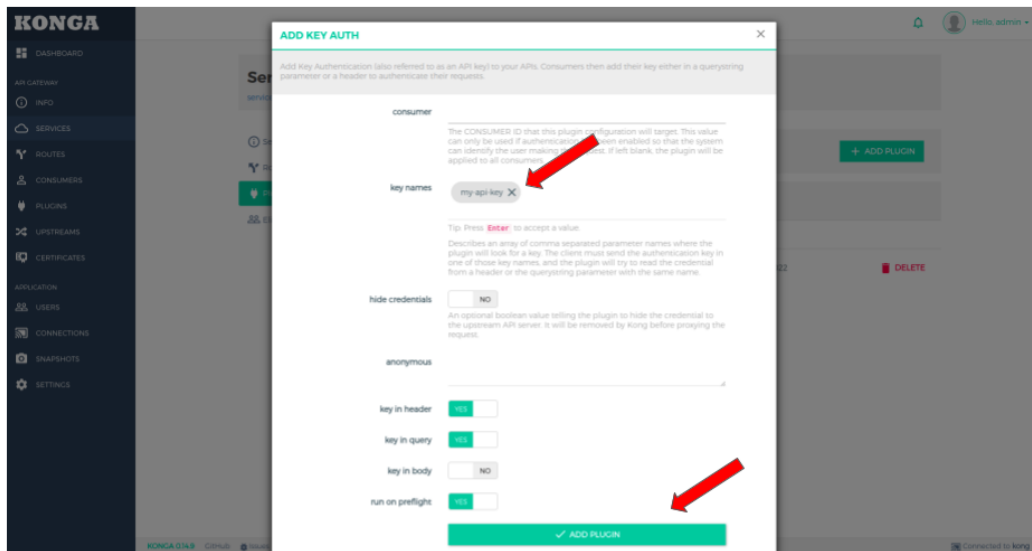 KONGA
Hello, admin
DASHBOARD
API GATEWAY
INFO
SERVICES
ROUTES
CONSUMERS
PLUGINS
UPSTREAMS
CERTIFICATES
APPLICATION
USERS
CONNECTIONS
SNAPSHOTS
SETTINGS
Ser
+ ADD PLUGIN
22
DELETE
ADD KEY AUTH
Add Key Authentication (also referred to as an API key) to your APIs. Consumers then add their key either in a querystring
parameter or a header to authenticate their requests.
consumer
The CONSUMER ID that this plugin configuration will target. This value
can only be used if authentication been enabled so that the system
can identify the user making the request. If left blank, the plugin will be
applied to all consumers.
key names
my-api-key
Tip: Press Enter to accept a value.
Describes an array of comma separated parameter names where the
plugin will look for a key. The client must send the authentication key in
one of those key names, and the plugin will try to read the credential
from a header or the querystring parameter with the same name.
hide credentials
NO
An optional boolean value telling the plugin to hide the credential to
the upstream API server. It will be removed by Kong before proxying the
request.
anonymous
key in header
YES
key in query
YES
key in body
NO
run on preflight
YES
ADD PLUGIN
KONGA 0.14.9
GitHub
Connected to kong